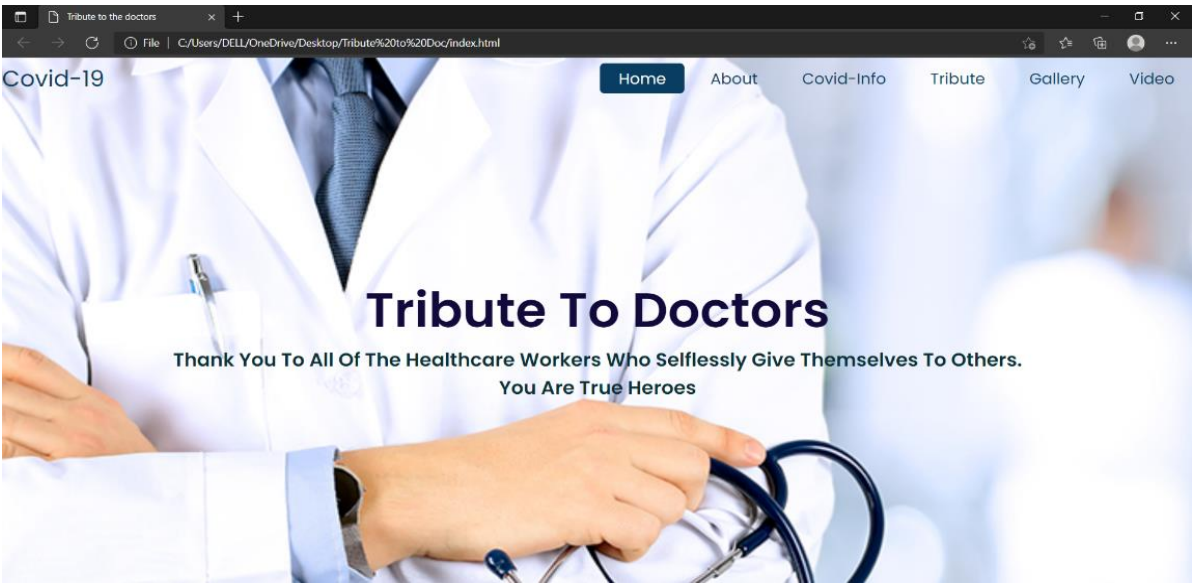 Tribute to the doctors
File | C:/Users/DELL/OneDrive/Desktop/Tribute%20to%20Doc/index.html
Covid-19
Home About Covid-Info Tribute Gallery Video
Tribute To Doctors
Thank You To All Of The Healthcare Workers Who Selflessly Give Themselves To Others.
You Are True Heroes